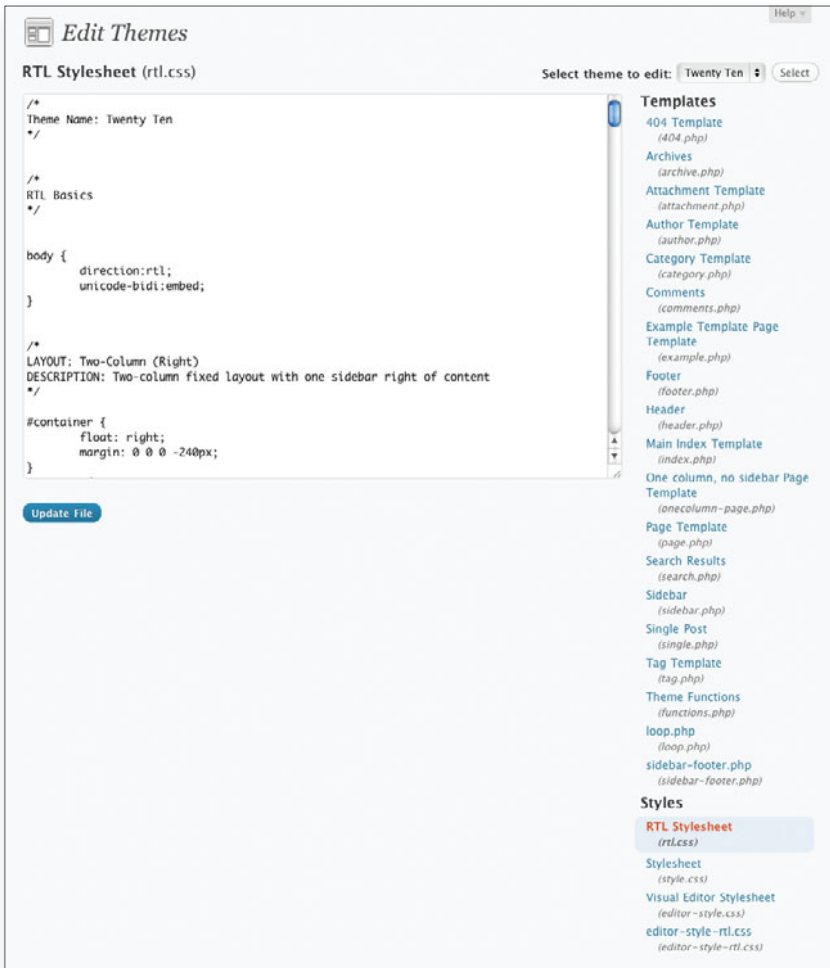 Help
Edit Themes
RTL Stylesheet (rtl.css)
Select theme to edit: Twenty Ten Select
/*
Theme Name: Twenty Ten
*/
/*
RTL Basics
*/
body {
direction:rtl;
unicode-bidi:embed;
}
/*
LAYOUT: Two-Column (Right)
DESCRIPTION: Two-column fixed layout with one sidebar right of content
*/
#container {
float: right;
margin: 0 0 0 -240px;
}
Update File
Templates
404 Template
(404.php)
Archives
(archive.php)
Attachment Template
(attachment.php)
Author Template
(author.php)
Category Template
(category.php)
Comments
(comments.php)
Example Template Page
Template
(example.php)
Footer
(footer.php)
Header
(header.php)
Main Index Template
(index.php)
One column, no sidebar Page
Template
(onecolumn-page.php)
Page Template
(page.php)
Search Results
(search.php)
Sidebar
(sidebar.php)
Single Post
(single.php)
Tag Template
(tag.php)
Theme Functions
(functions.php)
loop.php
(loop.php)
sidebar-footer.php
(sidebar-footer.php)
Styles
RTL Stylesheet
(rtl.css)
Stylesheet
(style.css)
Visual Editor Stylesheet
(editor-style.css)
editor-style-rtl.css
(editor-style-rtl.css)